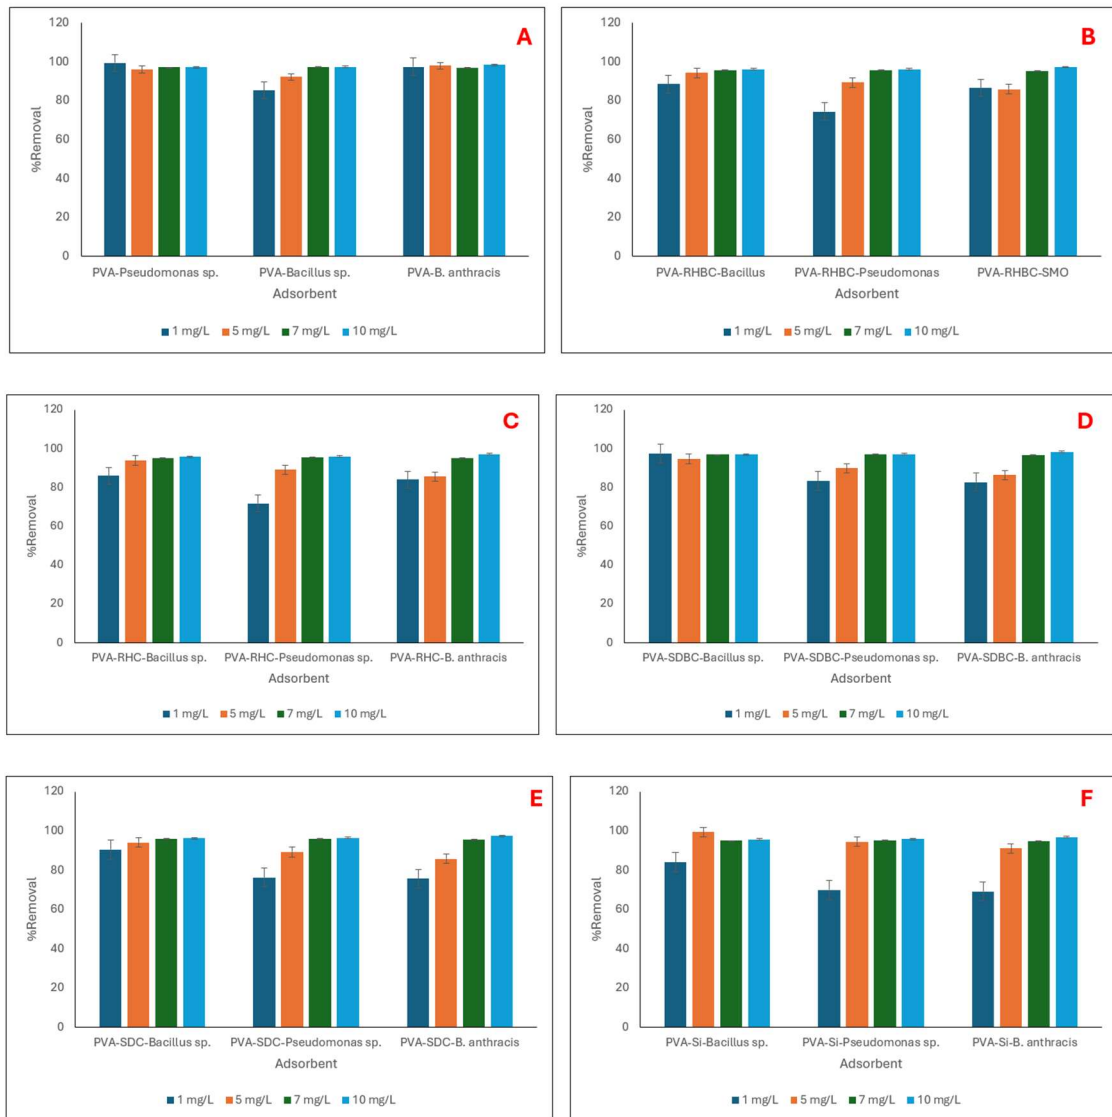 A
120
100
80
60
40
20
0
%Removal
PVA-Pseudomonas sp. PVA-Bacillus sp. PVA-B. anthracis
Adsorbent
1 mg/L 5 mg/L 7 mg/L 10 mg/L
B
120
100
80
60
40
20
0
%Removal
PVA-RHBC-Bacillus PVA-RHBC-Pseudomonas PVA-RHBC-SMO
Adsorbent
1 mg/L 5 mg/L 7 mg/L 10 mg/L
C
120
100
80
60
40
20
0
%Removal
PVA-RHC-Bacillus sp. PVA-RHC-Pseudomonas sp. PVA-RHC-B. anthracis
Adsorbent
1 mg/L 5 mg/L 7 mg/L 10 mg/L
D
120
100
80
60
40
20
0
%Removal
PVA-SDBC-Bacillus sp. PVA-SDBC-Pseudomonas sp. PVA-SDBC-B. anthracis
Adsorbent
1 mg/L 5 mg/L 7 mg/L 10 mg/L
E
120
100
80
60
40
20
0
%Removal
PVA-SDC-Bacillus sp. PVA-SDC-Pseudomonas sp. PVA-SDC-B. anthracis
Adsorbent
1 mg/L 5 mg/L 7 mg/L 10 mg/L
F
120
100
80
60
40
20
0
%Removal
PVA-Si-Bacillus sp. PVA-Si-Pseudomonas sp. PVA-Si-B. anthracis
Adsorbent
1 mg/L 5 mg/L 7 mg/L 10 mg/L